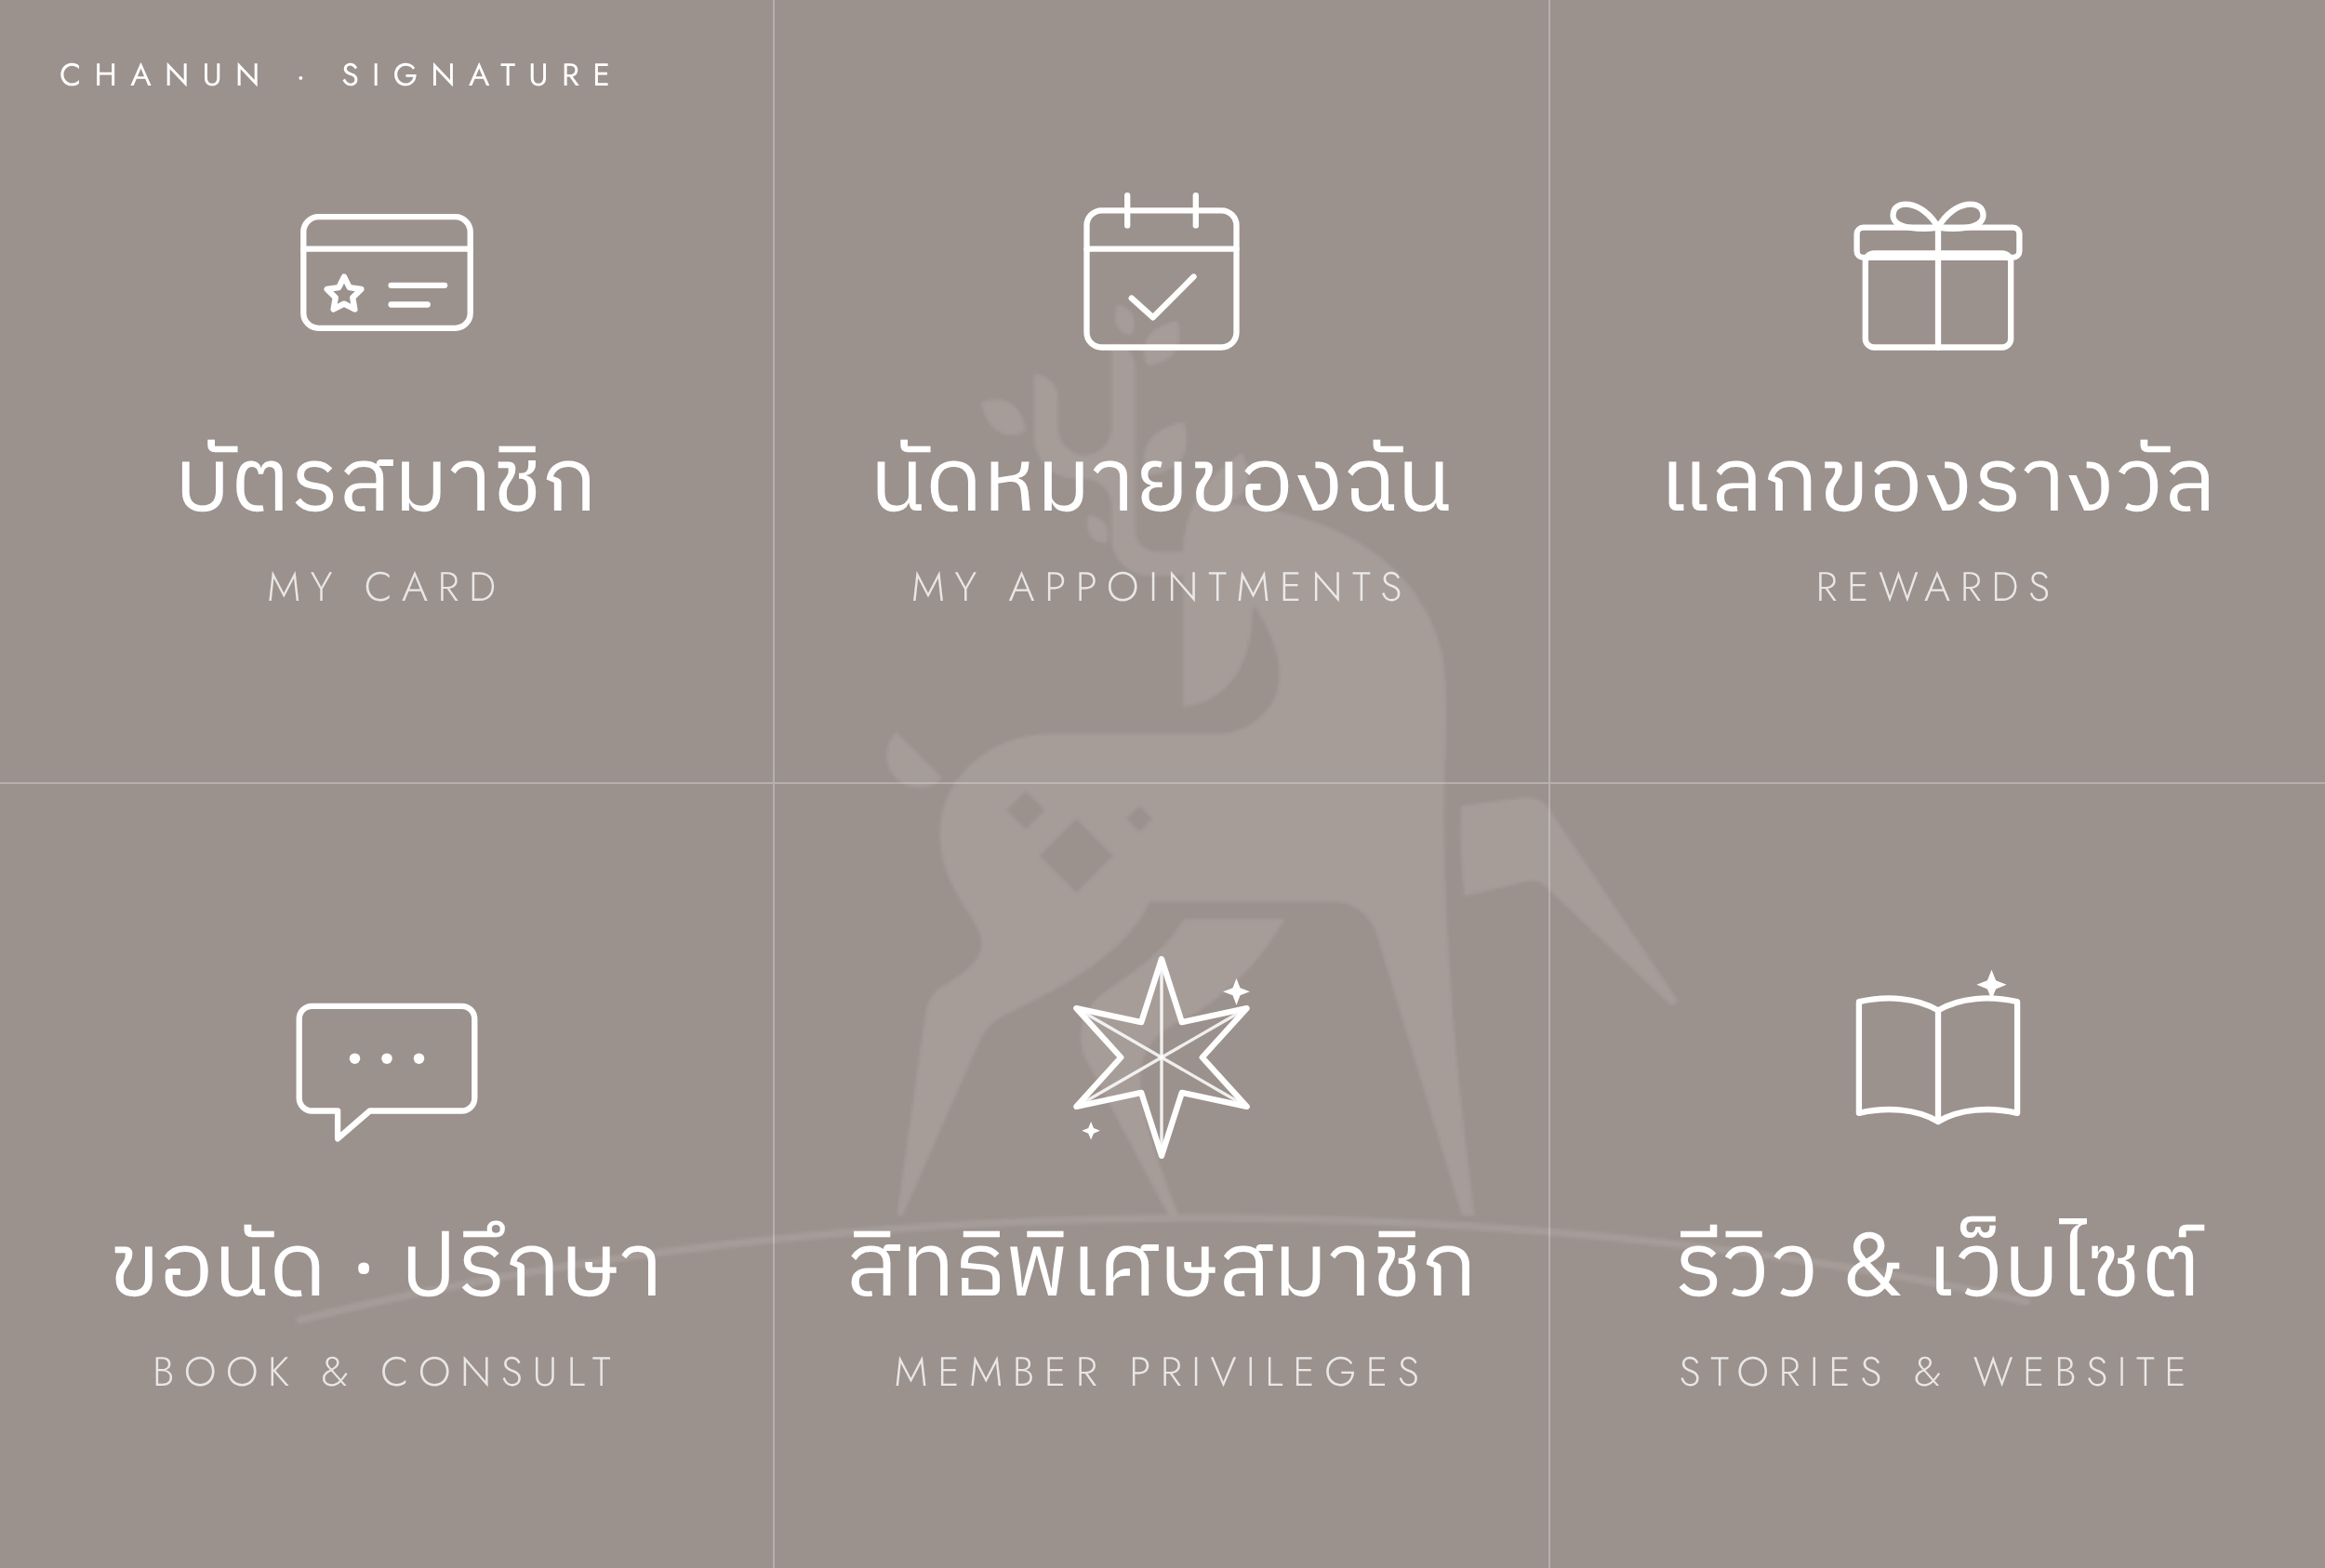 CHANUN · SIGNATURE
บัตรสมาชิก
MY CARD
นัดหมายของฉัน
MY APPOINTMENTS
แลกของรางวัล
REWARDS
ขอนัด · ปรึกษา
BOOK & CONSULT
สิทธิพิเศษสมาชิก
MEMBER PRIVILEGES
รีวิว & เว็บไซต์
STORIES & WEBSITE